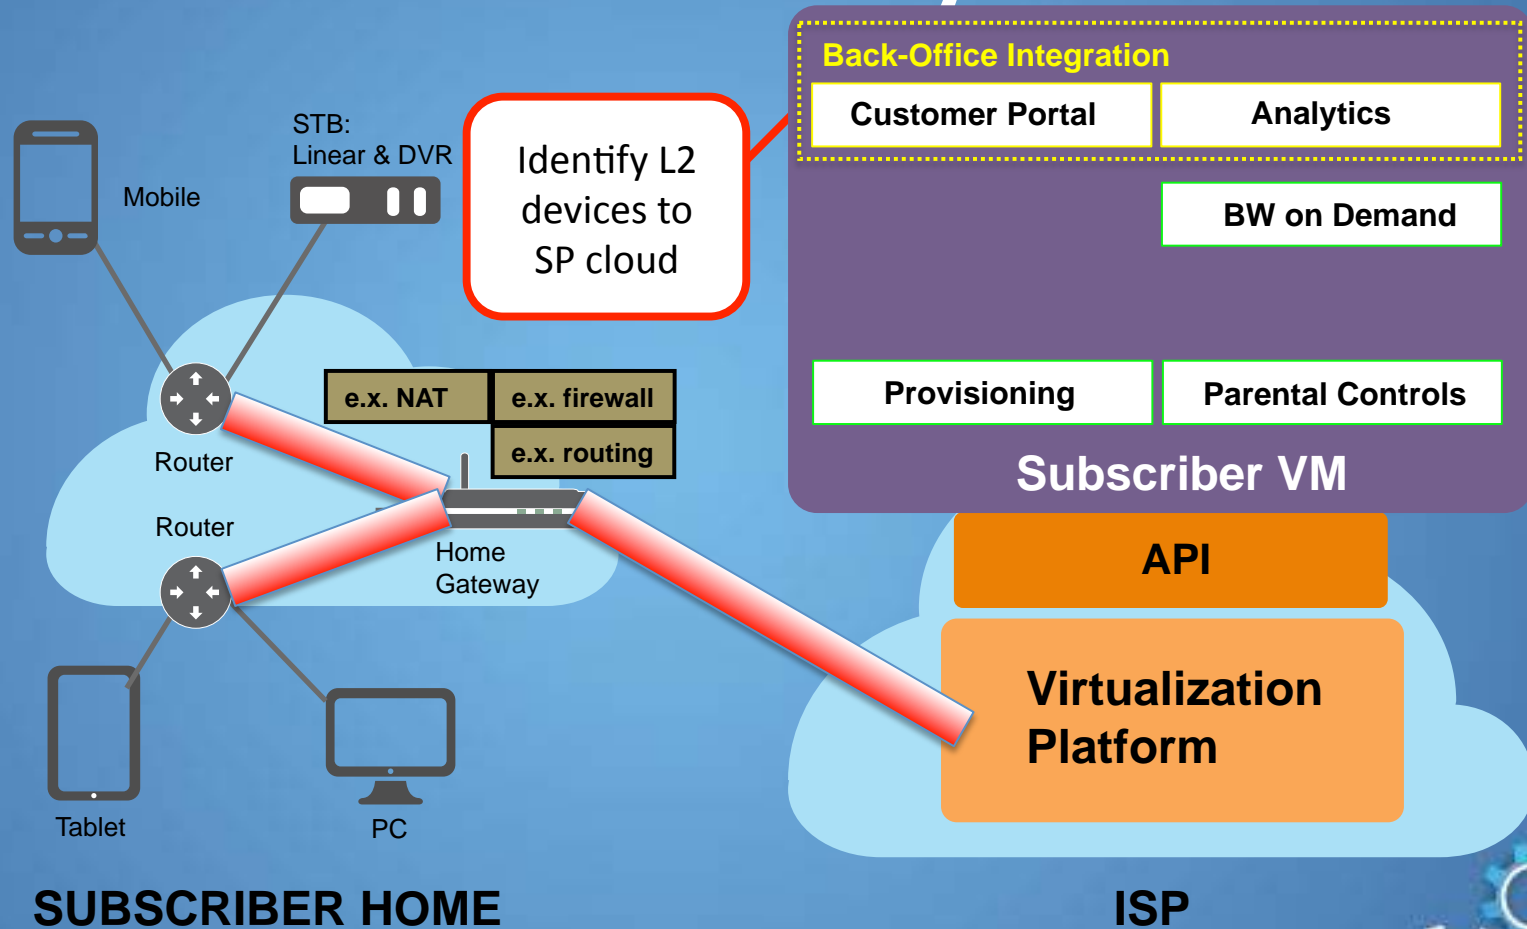 Back-Office Integration
Customer Portal
Analytics
BW on Demand
Provisioning
Parental Controls
Subscriber VM
API
Virtualization
Platform
ISP
Identify L2
devices to
SP cloud
STB:
Linear & DVR
Mobile
e.x. NAT
e.x. firewall
e.x. routing
Router
Router
Home
Gateway
Tablet
PC
SUBSCRIBER HOME